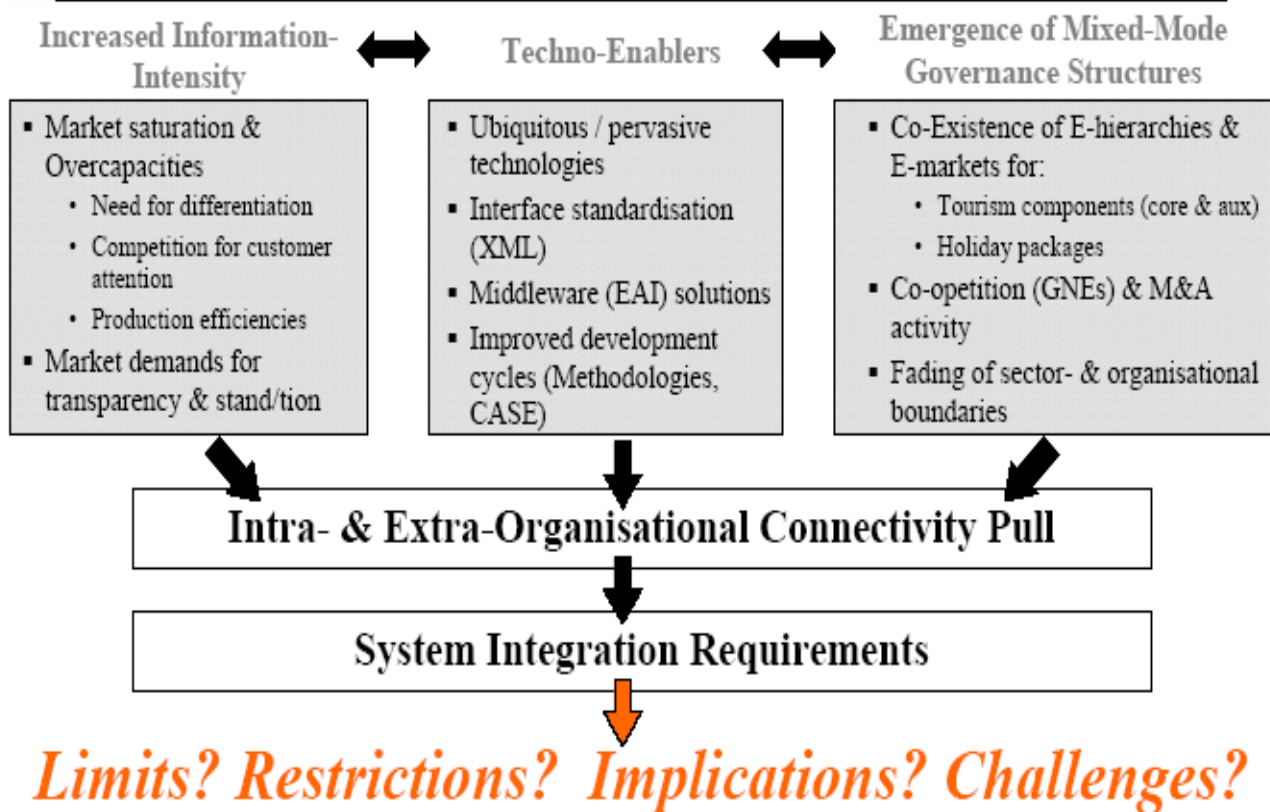 Increased Information-
Intensity
Techno-Enablers
Emergence of Mixed-Mode
Governance Structures
▪ Market saturation &
Overcapacities
• Need for differentiation
• Competition for customer
attention
• Production efficiencies
▪ Market demands for
transparency & stand/tion
▪ Ubiquitous / pervasive
technologies
▪ Interface standardisation
(XML)
▪ Middleware (EAI) solutions
▪ Improved development
cycles (Methodologies,
CASE)
▪ Co-Existence of E-hierarchies &
E-markets for:
• Tourism components (core & aux)
• Holiday packages
▪ Co-opetition (GNEs) & M&A
activity
▪ Fading of sector- & organisational
boundaries
Intra- & Extra-Organisational Connectivity Pull
System Integration Requirements
Limits? Restrictions? Implications? Challenges?